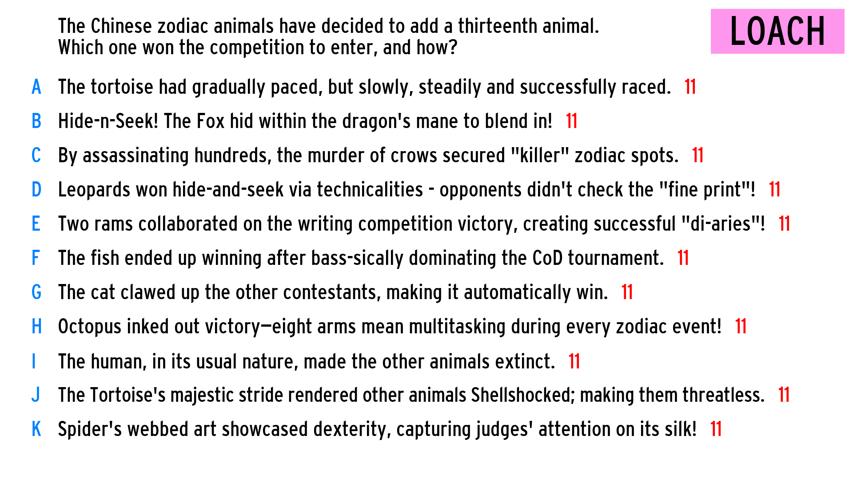 The Chinese zodiac animals have decided to add a thirteenth animal.
Which one won the competition to enter, and how?
LOACH
A The tortoise had gradually paced, but slowly, steadily and successfully raced. 11
B Hide-n-Seek! The Fox hid within the dragon's mane to blend in! 11
C By assassinating hundreds, the murder of crows secured "killer" zodiac spots. 11
D Leopards won hide-and-seek via technicalities - opponents didn't check the "fine print"! 11
E Two rams collaborated on the writing competition victory, creating successful "di-aries"! 11
F The fish ended up winning after bass-sically dominating the CoD tournament. 11
G The cat clawed up the other contestants, making it automatically win. 11
H Octopus inked out victory—eight arms mean multitasking during every zodiac event! 11
I The human, in its usual nature, made the other animals extinct. 11
J The Tortoise's majestic stride rendered other animals Shellshocked; making them threatless. 11
K Spider's webbed art showcased dexterity, capturing judges' attention on its silk! 11